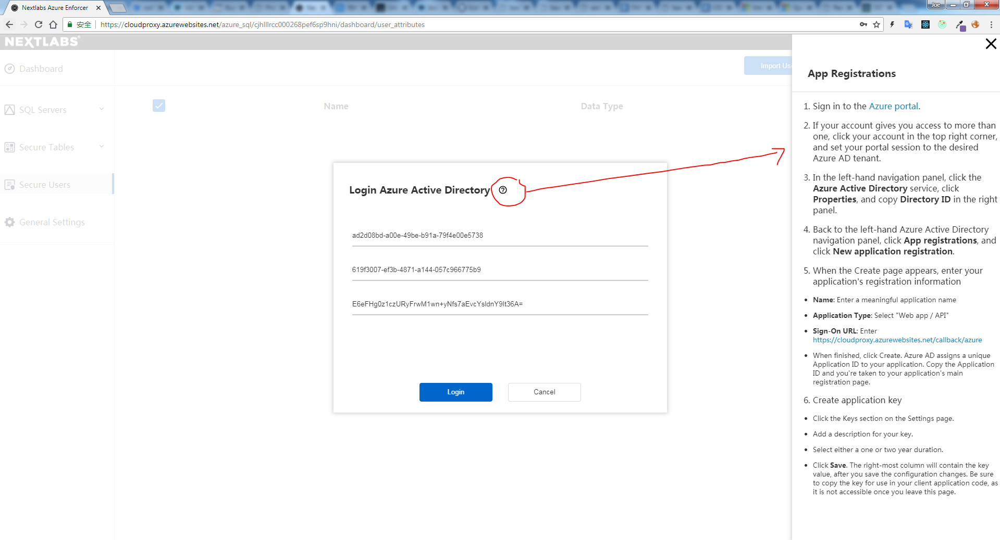 Nextlabs Azure Enforcer
Joe
安全
https://cloudproxy.azurewebsites.net/azure_sql/cjhlllrcc000268pef6sp9hni/dashboard/user_attributes
NEXTLABS
Dashboard
SQL Servers
Secure Tables
Secure Users
General Settings
Import Us
Name
Data Type
Login Azure Active Directory
ad2d08bd-a00e-49be-b91a-79f4e00e5738
619f3007-ef3b-4871-a144-057c966775b9
E6eFHg0z1czURyFrwM1wn+yNfs7aEvcYsldnY9lt36A=
Login
Cancel
App Registrations
1. Sign in to the Azure portal.
2. If your account gives you access to more than
one, click your account in the top right corner,
and set your portal session to the desired
Azure AD tenant.
3. In the left-hand navigation panel, click the
Azure Active Directory service, click
Properties, and copy Directory ID in the right
panel.
4. Back to the left-hand Azure Active Directory
navigation panel, click App registrations, and
click New application registration.
5. When the Create page appears, enter your
application's registration information
• Name: Enter a meaningful application name
• Application Type: Select "Web app / API"
• Sign-On URL: Enter
https://cloudproxy.azurewebsites.net/callback/azure
• When finished, click Create. Azure AD assigns a unique
Application ID to your application. Copy the Application
ID and you're taken to your application's main
registration page.
6. Create application key
• Click the Keys section on the Settings page.
• Add a description for your key.
• Select either a one or two year duration.
• Click Save. The right-most column will contain the key
value, after you save the configuration changes. Be sure
to copy the key for use in your client application code, as
it is not accessible once you leave this page.